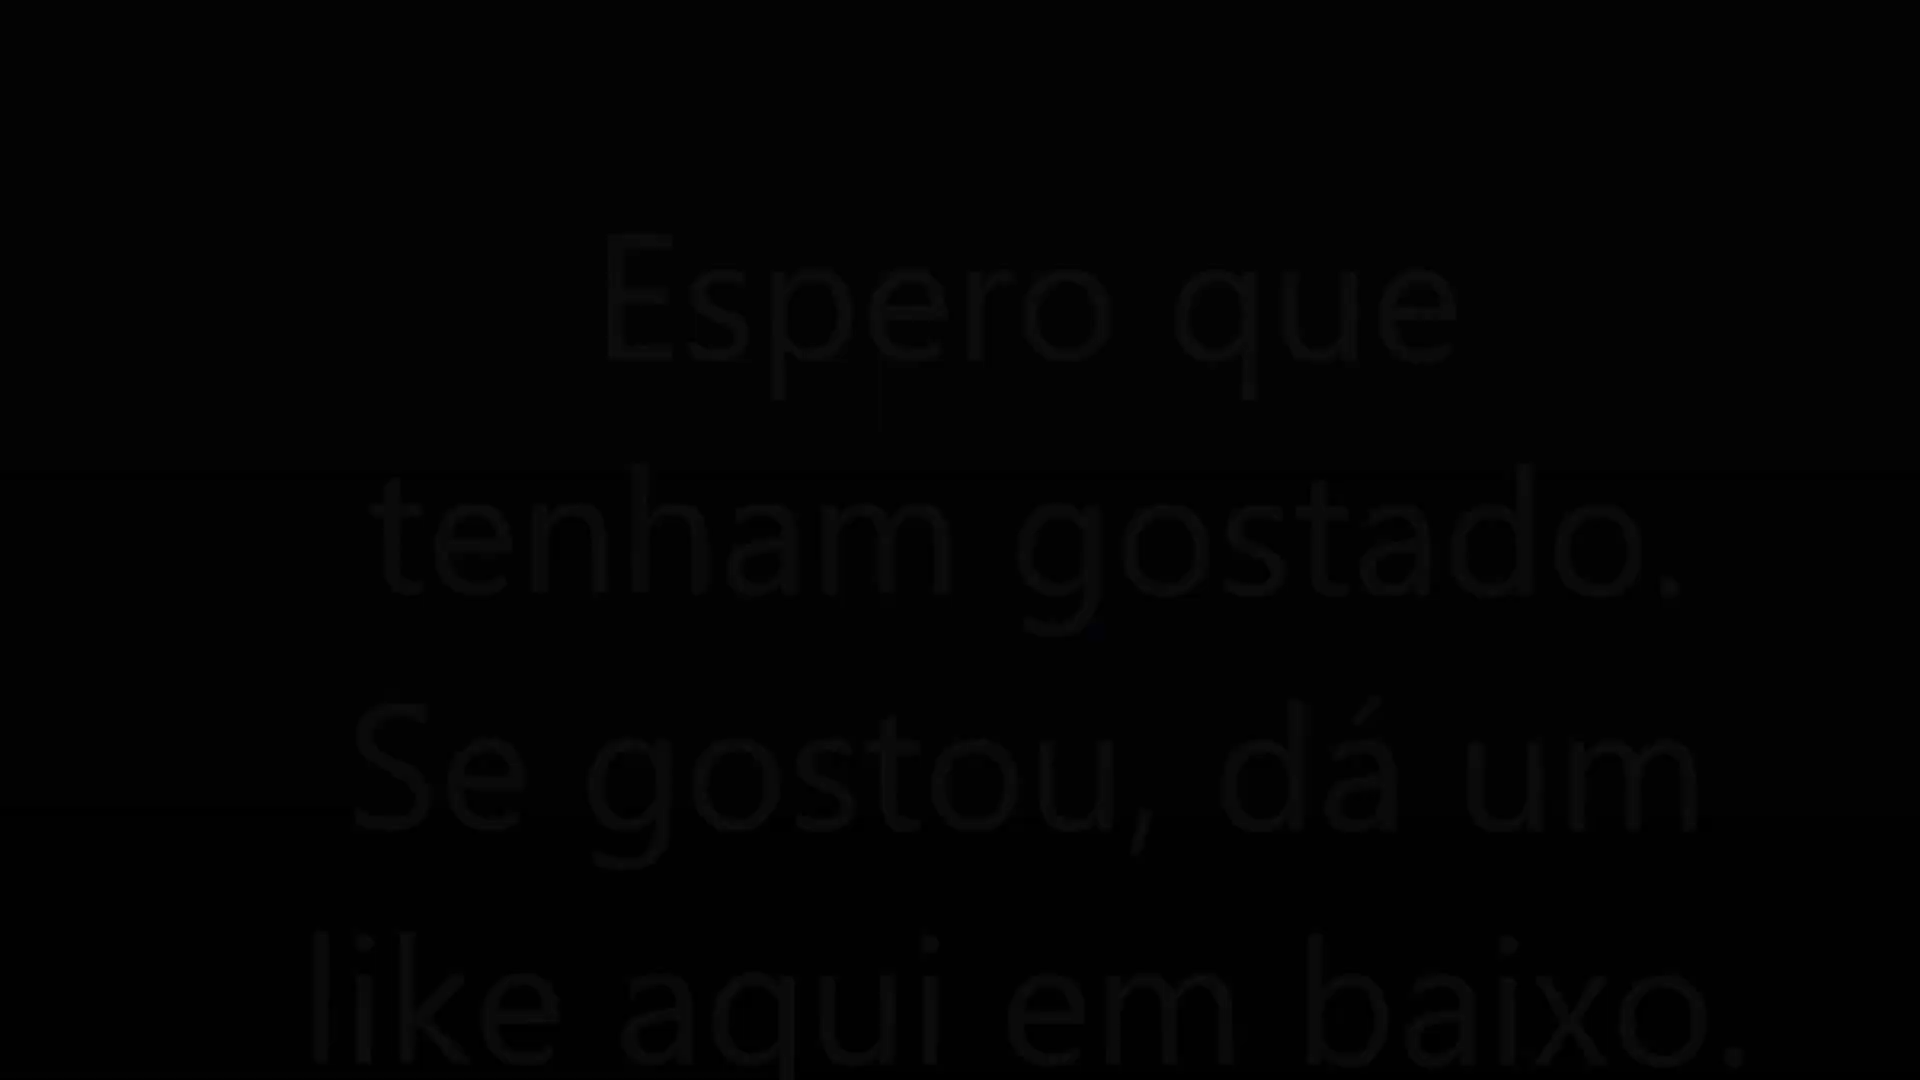 Espero que
tenham gostado.
Se gostou, dá um
like aqui em baixo.